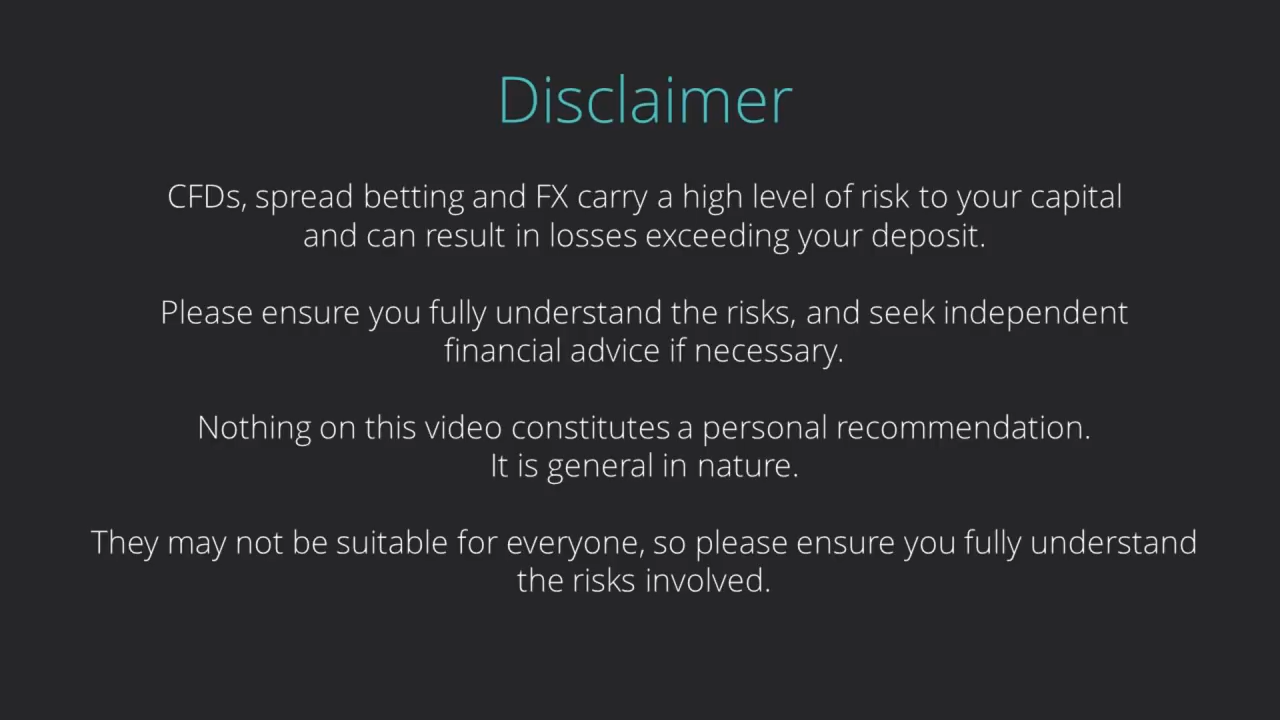 Disclaimer
CFDs, spread betting and FX carry a high level of risk to your capital
and can result in losses exceeding your deposit.
Please ensure you fully understand the risks, and seek independent
financial advice if necessary.
Nothing on this video constitutes a personal recommendation.
It is general in nature.
They may not be suitable for everyone, so please ensure you fully understand
the risks involved.